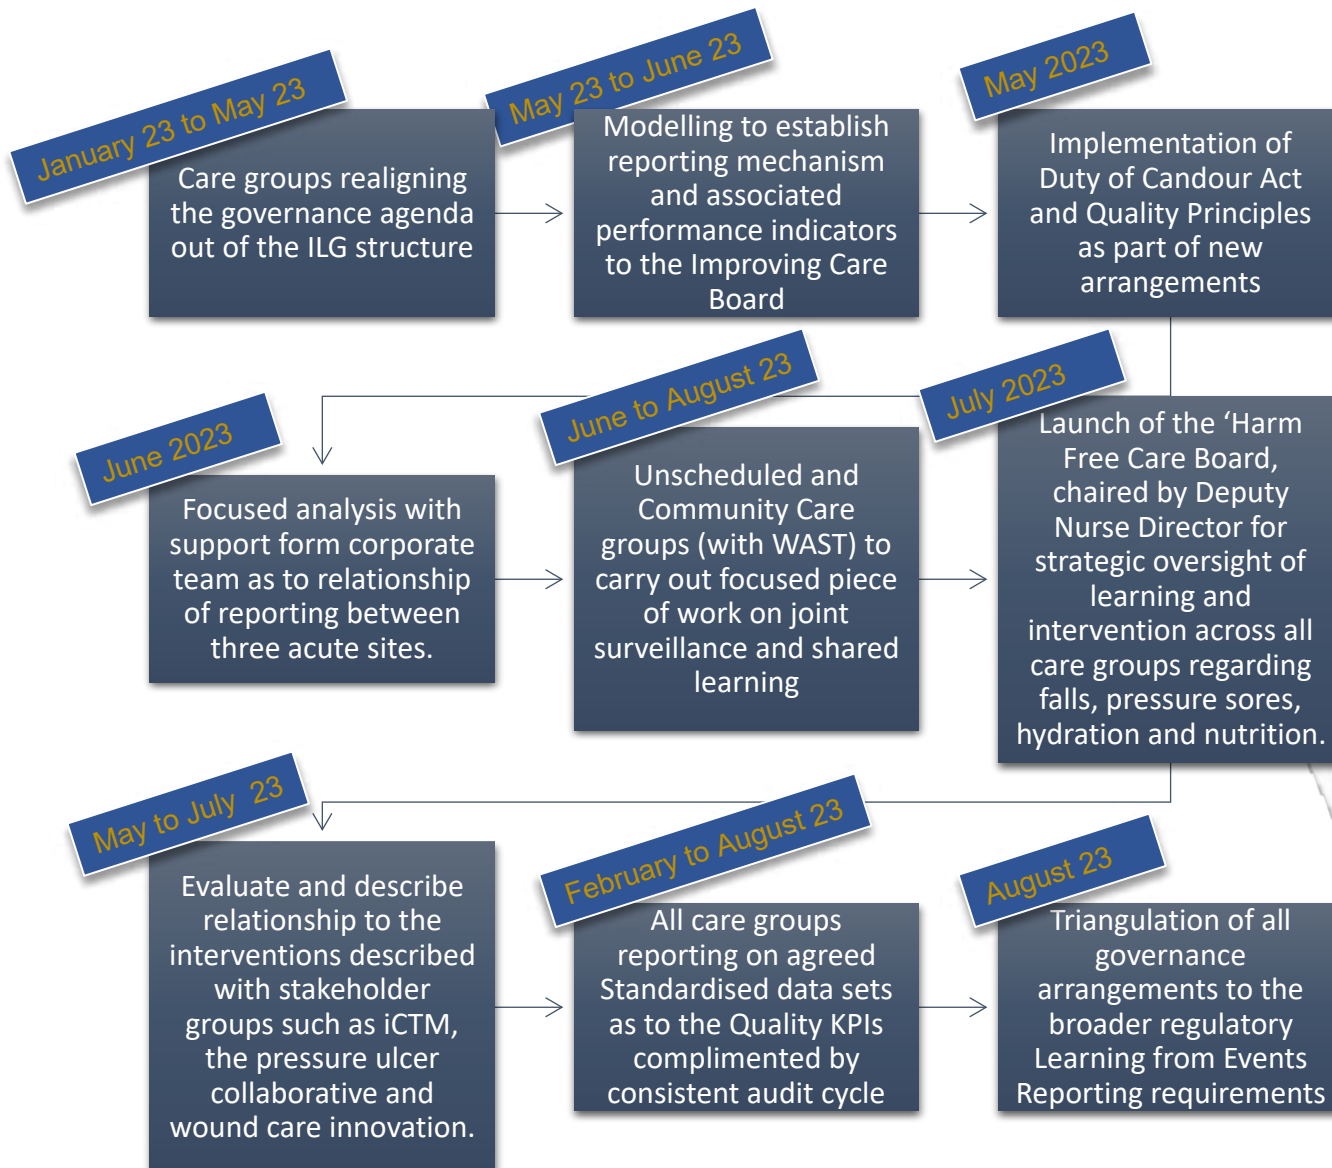 January 23 to May 23
Care groups realigning
the governance agenda
out of the ILG structure
May 23 to June 23
Modelling to establish
reporting mechanism
and associated
performance indicators
to the Improving Care
Board
May 2023
Implementation of
Duty of Candour Act
and Quality Principles
as part of new
arrangements
June 2023
Focused analysis with
support form corporate
team as to relationship
of reporting between
three acute sites.
June to August 23
Unscheduled and
Community Care
groups (with WAST) to
carry out focused piece
of work on joint
surveillance and shared
learning
July 2023
Launch of the ‘Harm
Free Care Board,
chaired by Deputy
Nurse Director for
strategic oversight of
learning and
intervention across all
care groups regarding
falls, pressure sores,
hydration and nutrition.
May to July 23
Evaluate and describe
relationship to the
interventions described
with stakeholder
groups such as iCTM,
the pressure ulcer
collaborative and
wound care innovation.
February to August 23
All care groups
reporting on agreed
Standardised data sets
as to the Quality KPIs
complimented by
consistent audit cycle
August 23
Triangulation of all
governance
arrangements to the
broader regulatory
Learning from Events
Reporting requirements